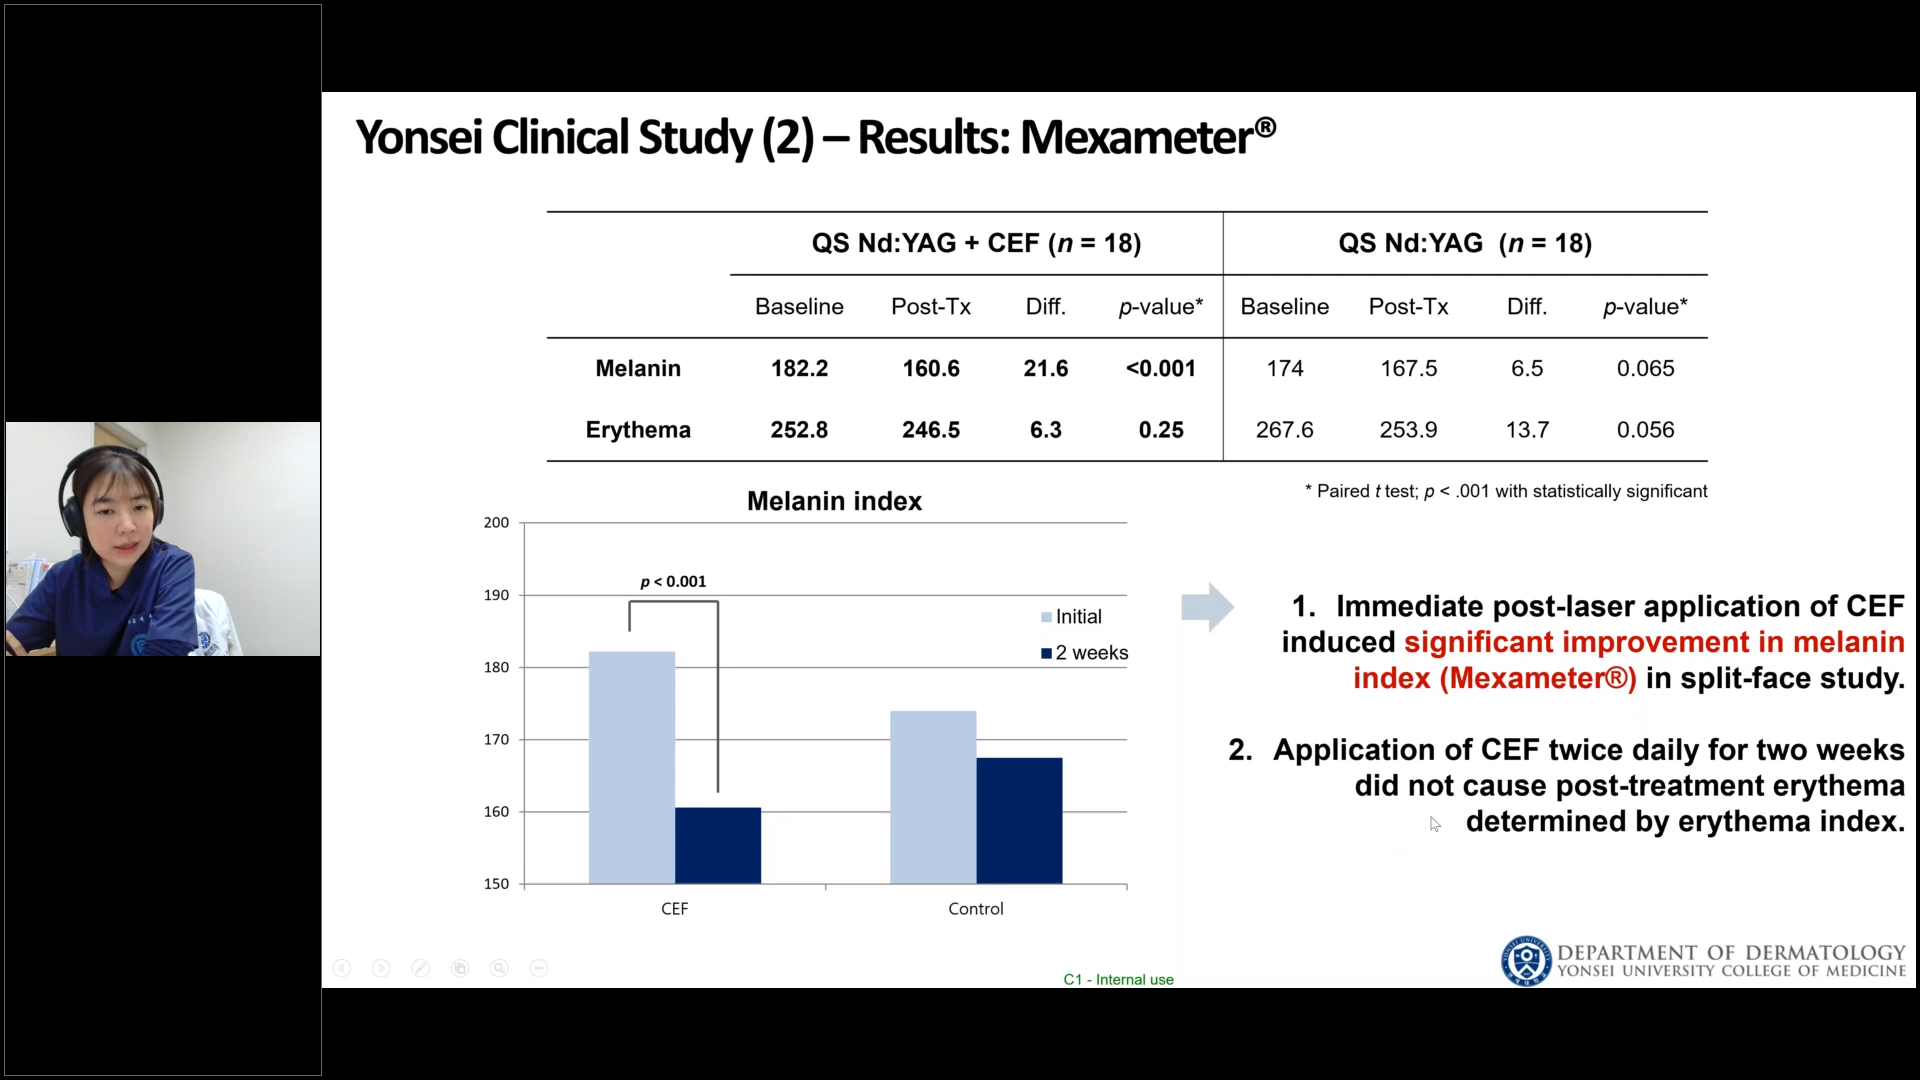 Yonsei Clinical Study (2) – Results: Mexameter®
QS Nd:YAG + CEF (n = 18) QS Nd:YAG (n = 18)
Baseline Post-Tx Diff. p-value* Baseline Post-Tx Diff. p-value*
Melanin 182.2 160.6 21.6 <0.001 174 167.5 6.5 0.065
Erythema 252.8 246.5 6.3 0.25 267.6 253.9 13.7 0.056
* Paired t test; p < .001 with statistically significant
Melanin index
200
190
180
170
160
150
p < 0.001
Initial
2 weeks
CEF Control
1. Immediate post-laser application of CEF
induced significant improvement in melanin
index (Mexameter®) in split-face study.
2. Application of CEF twice daily for two weeks
did not cause post-treatment erythema
determined by erythema index.
C1 - Internal use
DEPARTMENT OF DERMATOLOGY
YONSEI UNIVERSITY COLLEGE OF MEDICINE